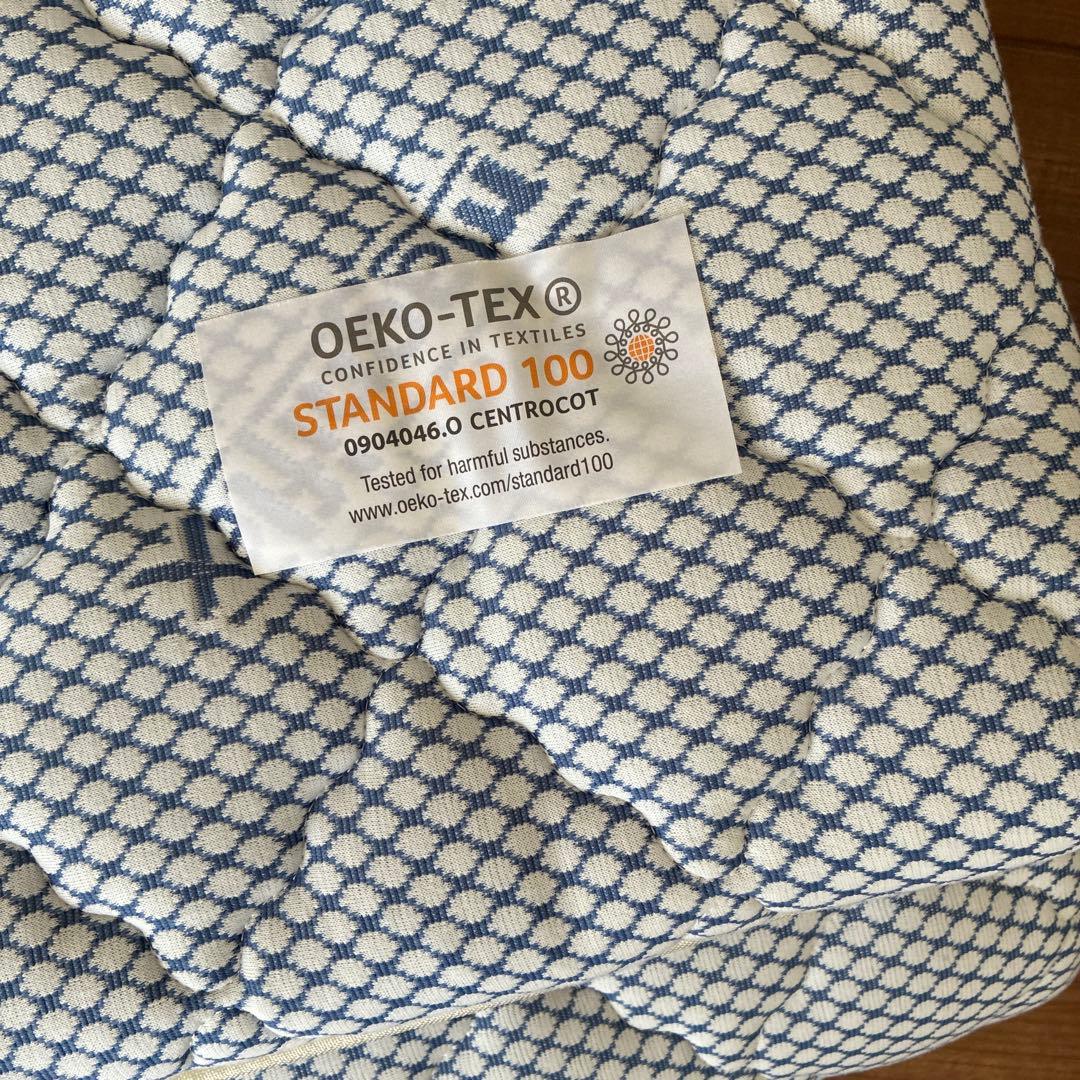 OEKO-TEX®
CONFIDENCE IN TEXTILES
STANDARD 100
0904046.O CENTROCOT
Tested for harmful substances.
www.oeko-tex.com/standard100